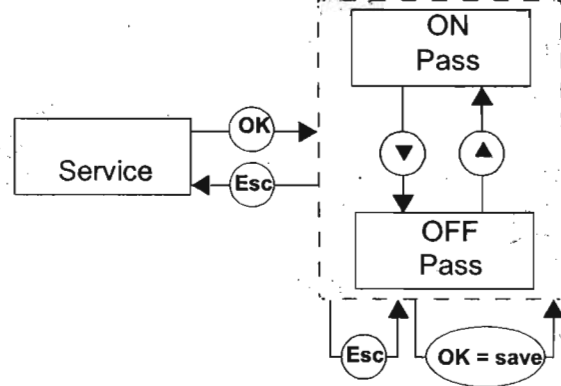 ON
Pass
OK
Service
Esc
▼
▲
OFF
Pass
Esc
OK = save